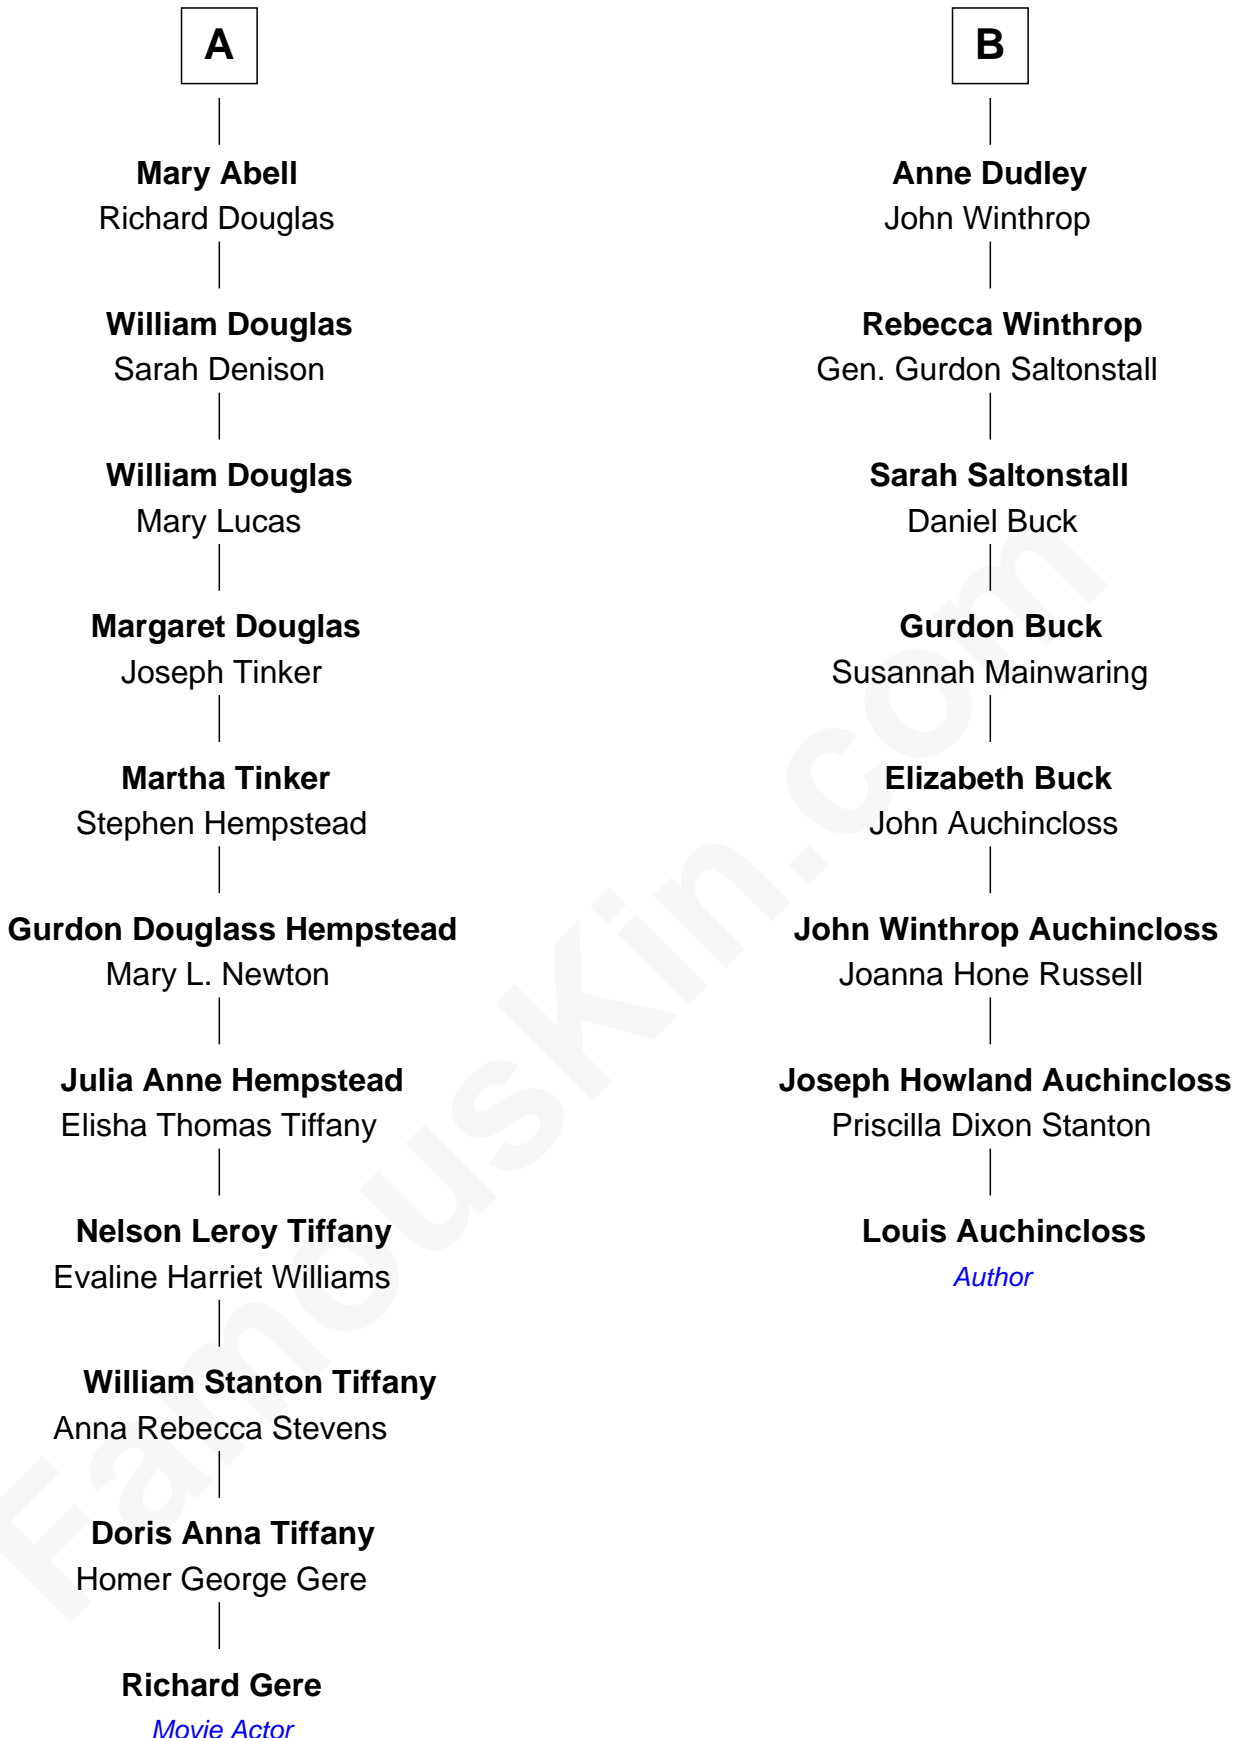 A
Mary Abell
Richard Douglas
William Douglas
Sarah Denison
William Douglas
Mary Lucas
Margaret Douglas
Joseph Tinker
Martha Tinker
Stephen Hempstead
Gurdon Douglass Hempstead
Mary L. Newton
Julia Anne Hempstead
Elisha Thomas Tiffany
Nelson Leroy Tiffany
Evaline Harriet Williams
William Stanton Tiffany
Anna Rebecca Stevens
Doris Anna Tiffany
Homer George Gere
Richard Gere
Movie Actor
B
Anne Dudley
John Winthrop
Rebecca Winthrop
Gen. Gurdon Saltonstall
Sarah Saltonstall
Daniel Buck
Gurdon Buck
Susannah Mainwaring
Elizabeth Buck
John Auchincloss
John Winthrop Auchincloss
Joanna Hone Russell
Joseph Howland Auchincloss
Priscilla Dixon Stanton
Louis Auchincloss
Author
FamousKin.com